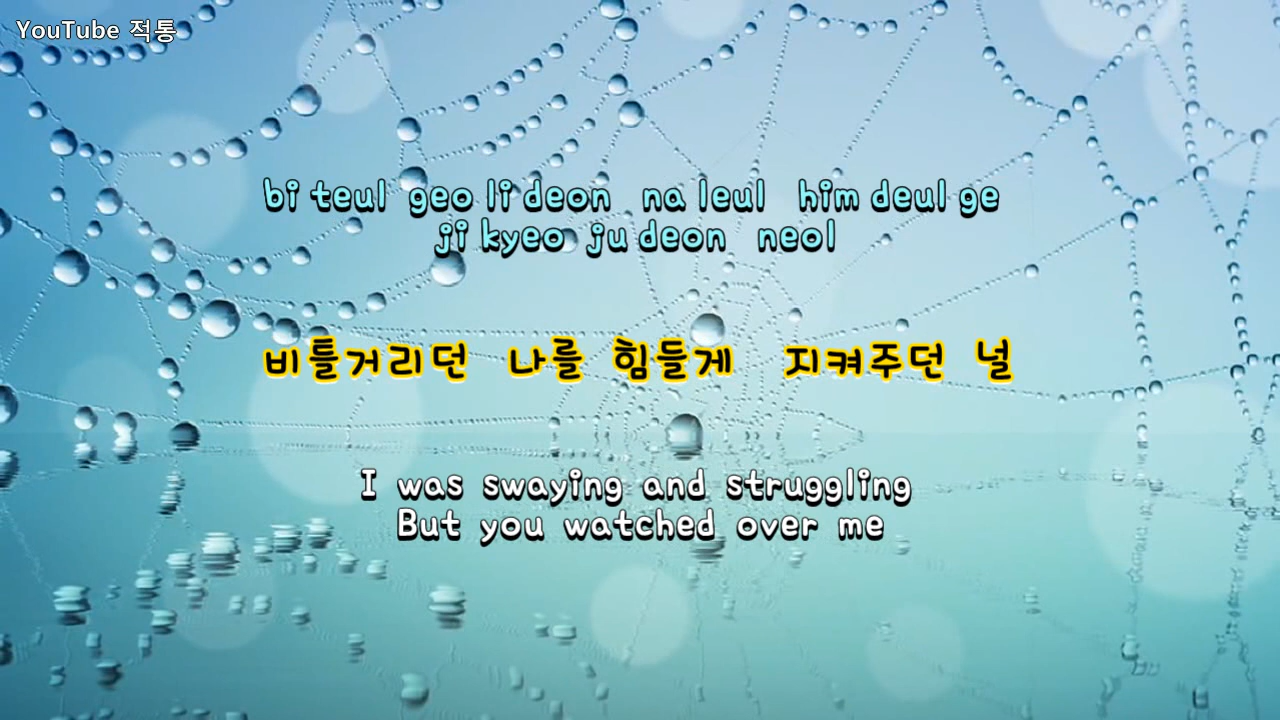 YouTube 적통
bi teul geo li deon na leul him deul ge
ji kyeo ju deon neol
비틀거리던 나를 힘들게 지켜주던 널
I was swaying and struggling
But you watched over me